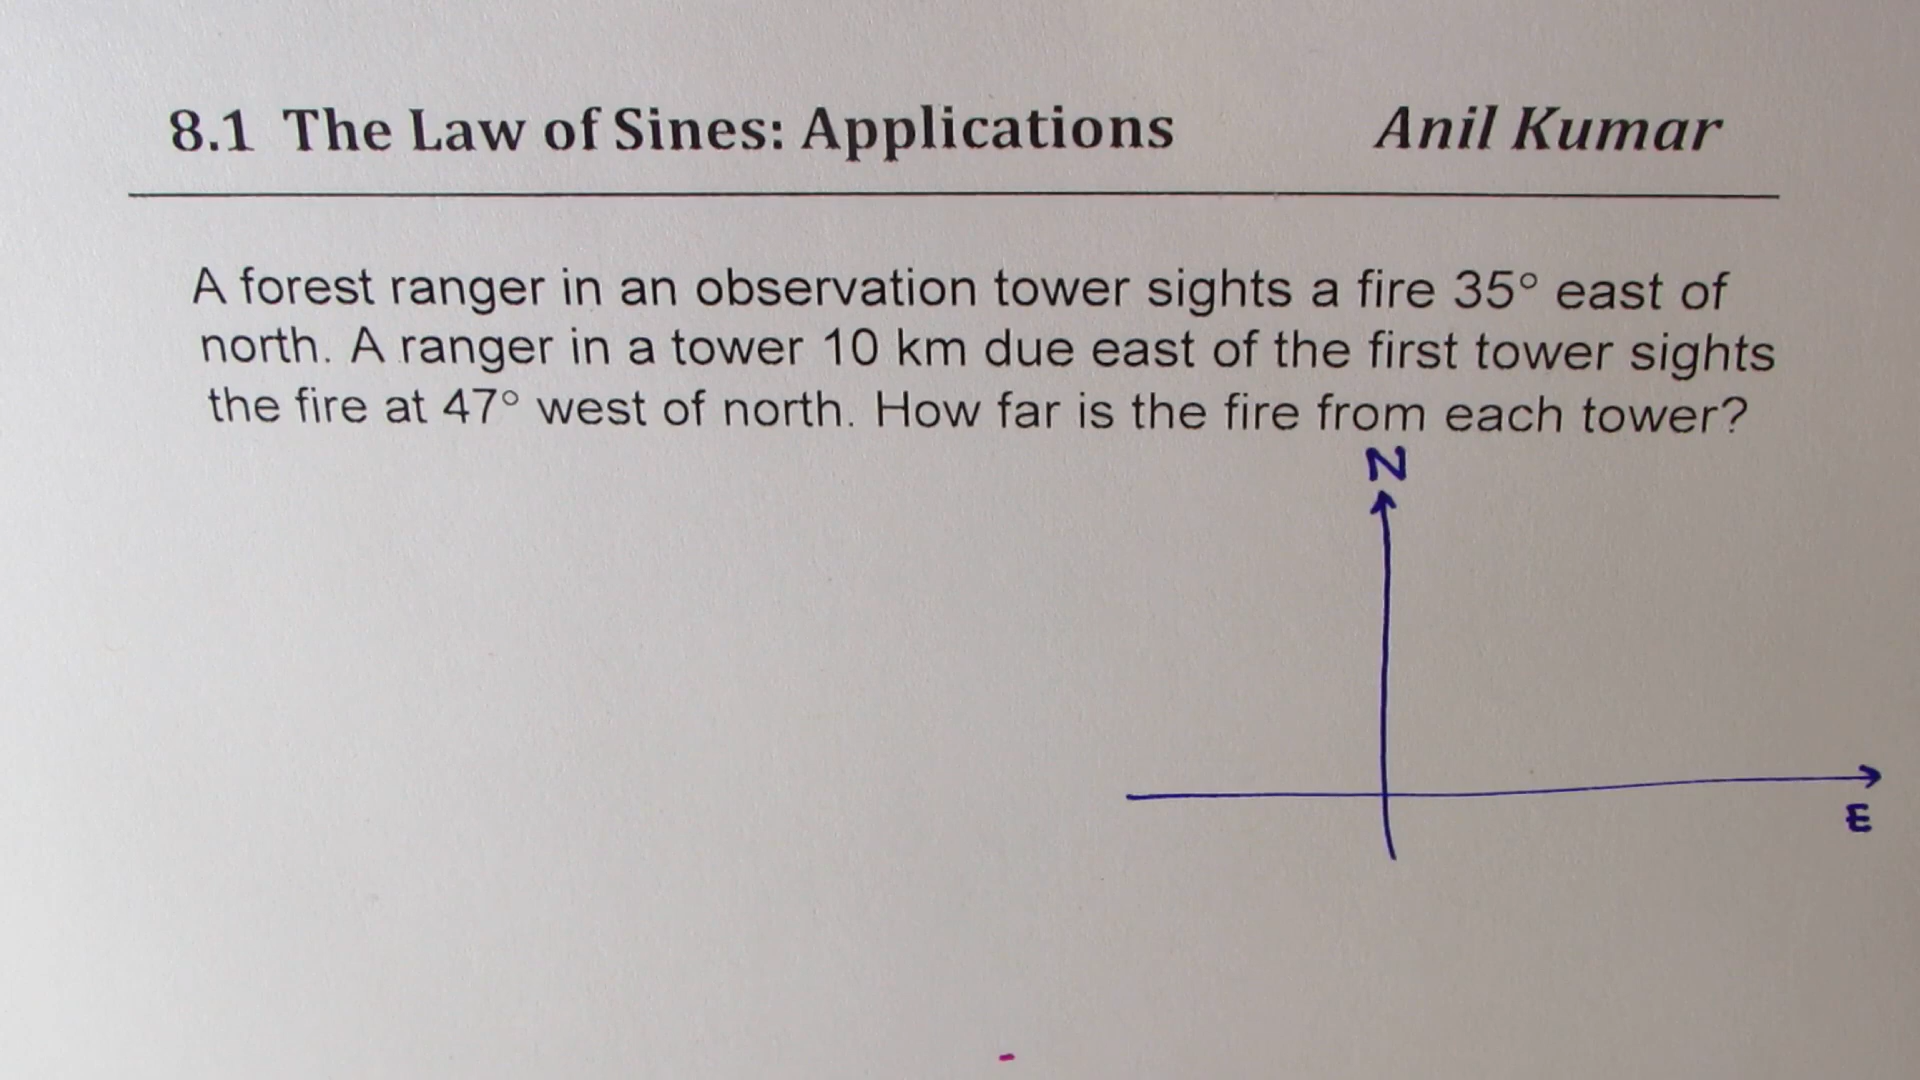 8.1 The Law of Sines: Applications Anil Kumar
A forest ranger in an observation tower sights a fire 35° east of
north. A ranger in a tower 10 km due east of the first tower sights
the fire at 47° west of north. How far is the fire from each tower?
N
E